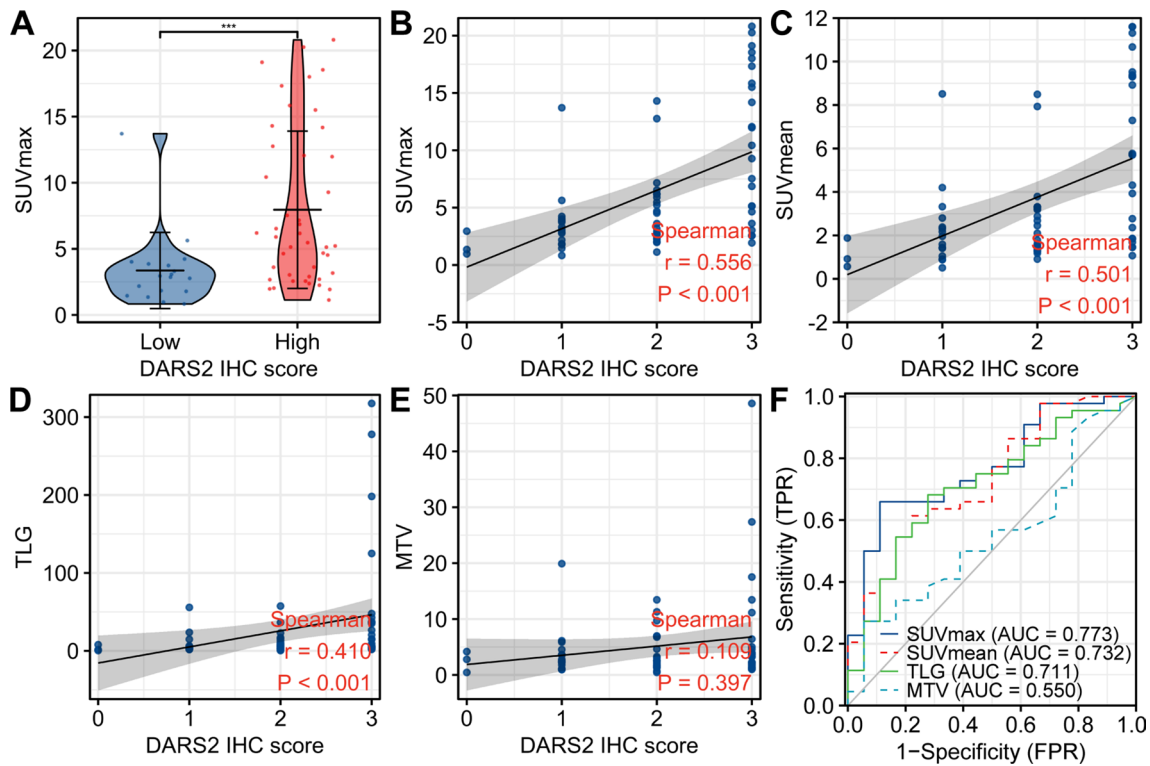 A
***
SUVmax
20
15
10
5
0
Low
High
DARS2 IHC score
B
SUVmax
20
15
10
5
0
-5
0
1
2
3
Spearman
r = 0.556
P < 0.001
DARS2 IHC score
C
SUVmean
12
10
8
6
4
2
0
-2
0
1
2
3
Spearman
r = 0.501
P < 0.001
DARS2 IHC score
D
TLG
300
200
100
0
0
1
2
3
Spearman
r = 0.410
P < 0.001
DARS2 IHC score
E
MTV
50
40
30
20
10
0
0
1
2
3
Spearman
r = 0.109
P = 0.397
DARS2 IHC score
F
Sensitivity (TPR)
1.0
0.8
0.6
0.4
0.2
0.0
0.0
0.2
0.4
0.6
0.8
1.0
SUVmax (AUC = 0.773)
SUVmean (AUC = 0.732)
TLG (AUC = 0.711)
MTV (AUC = 0.550)
1−Specificity (FPR)